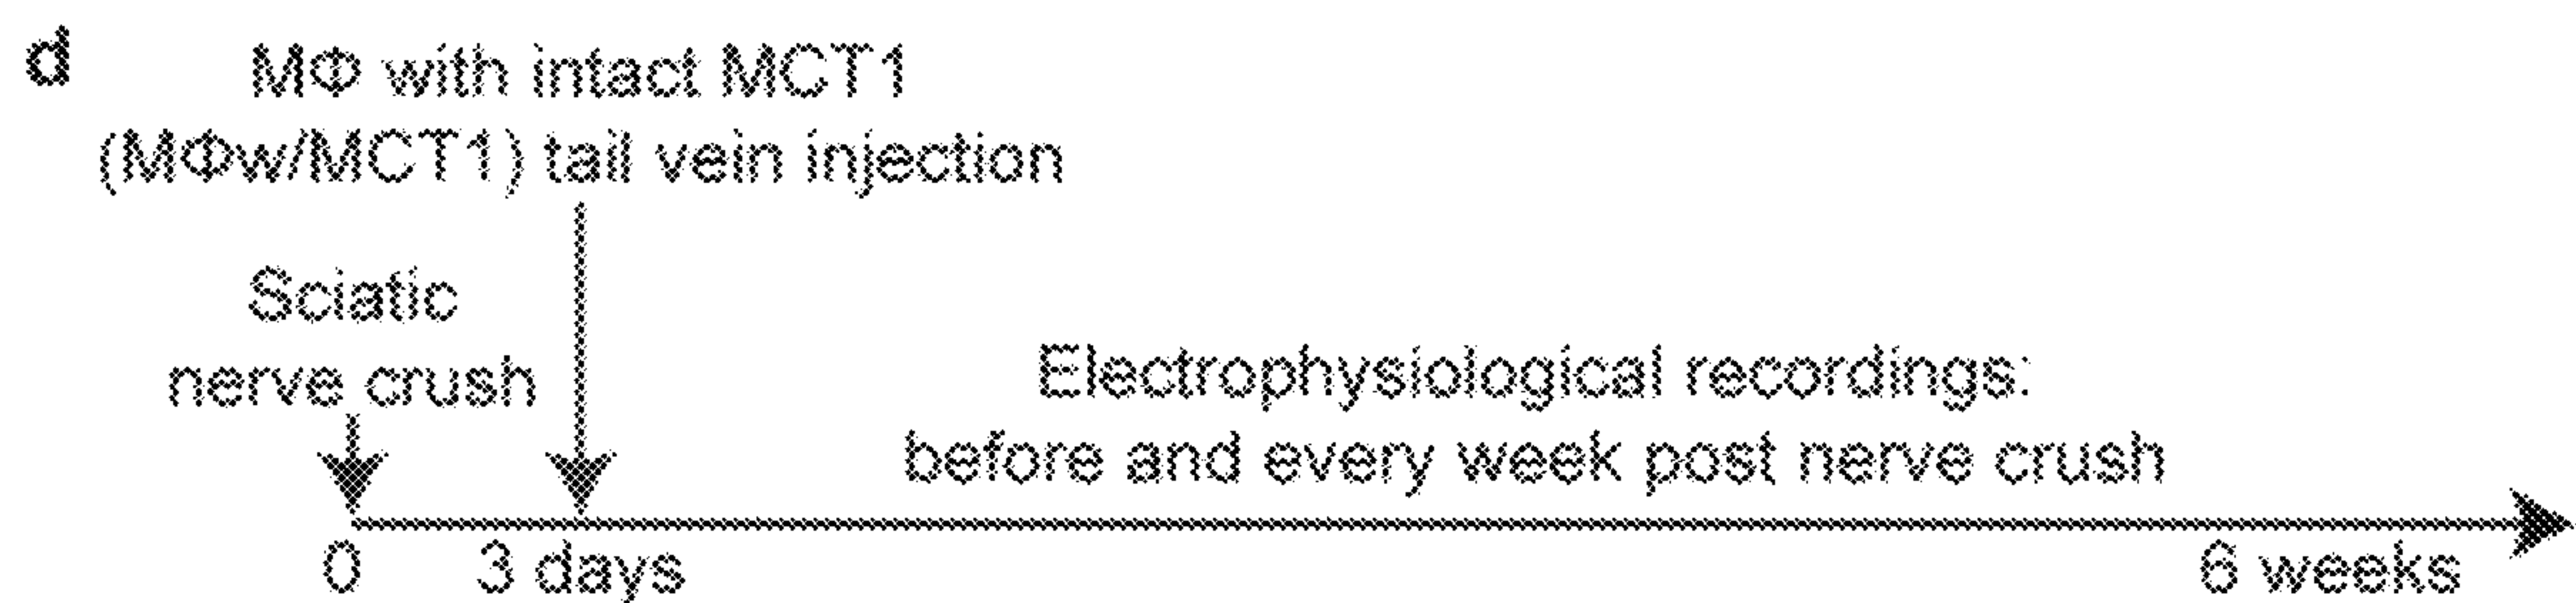 d
MΦ with intact MCT1
(MΦw/MCT1) tail vein injection
Sciatic
nerve crush
Electrophysiological recordings:
before and every week post nerve crush
0
3 days
6 weeks